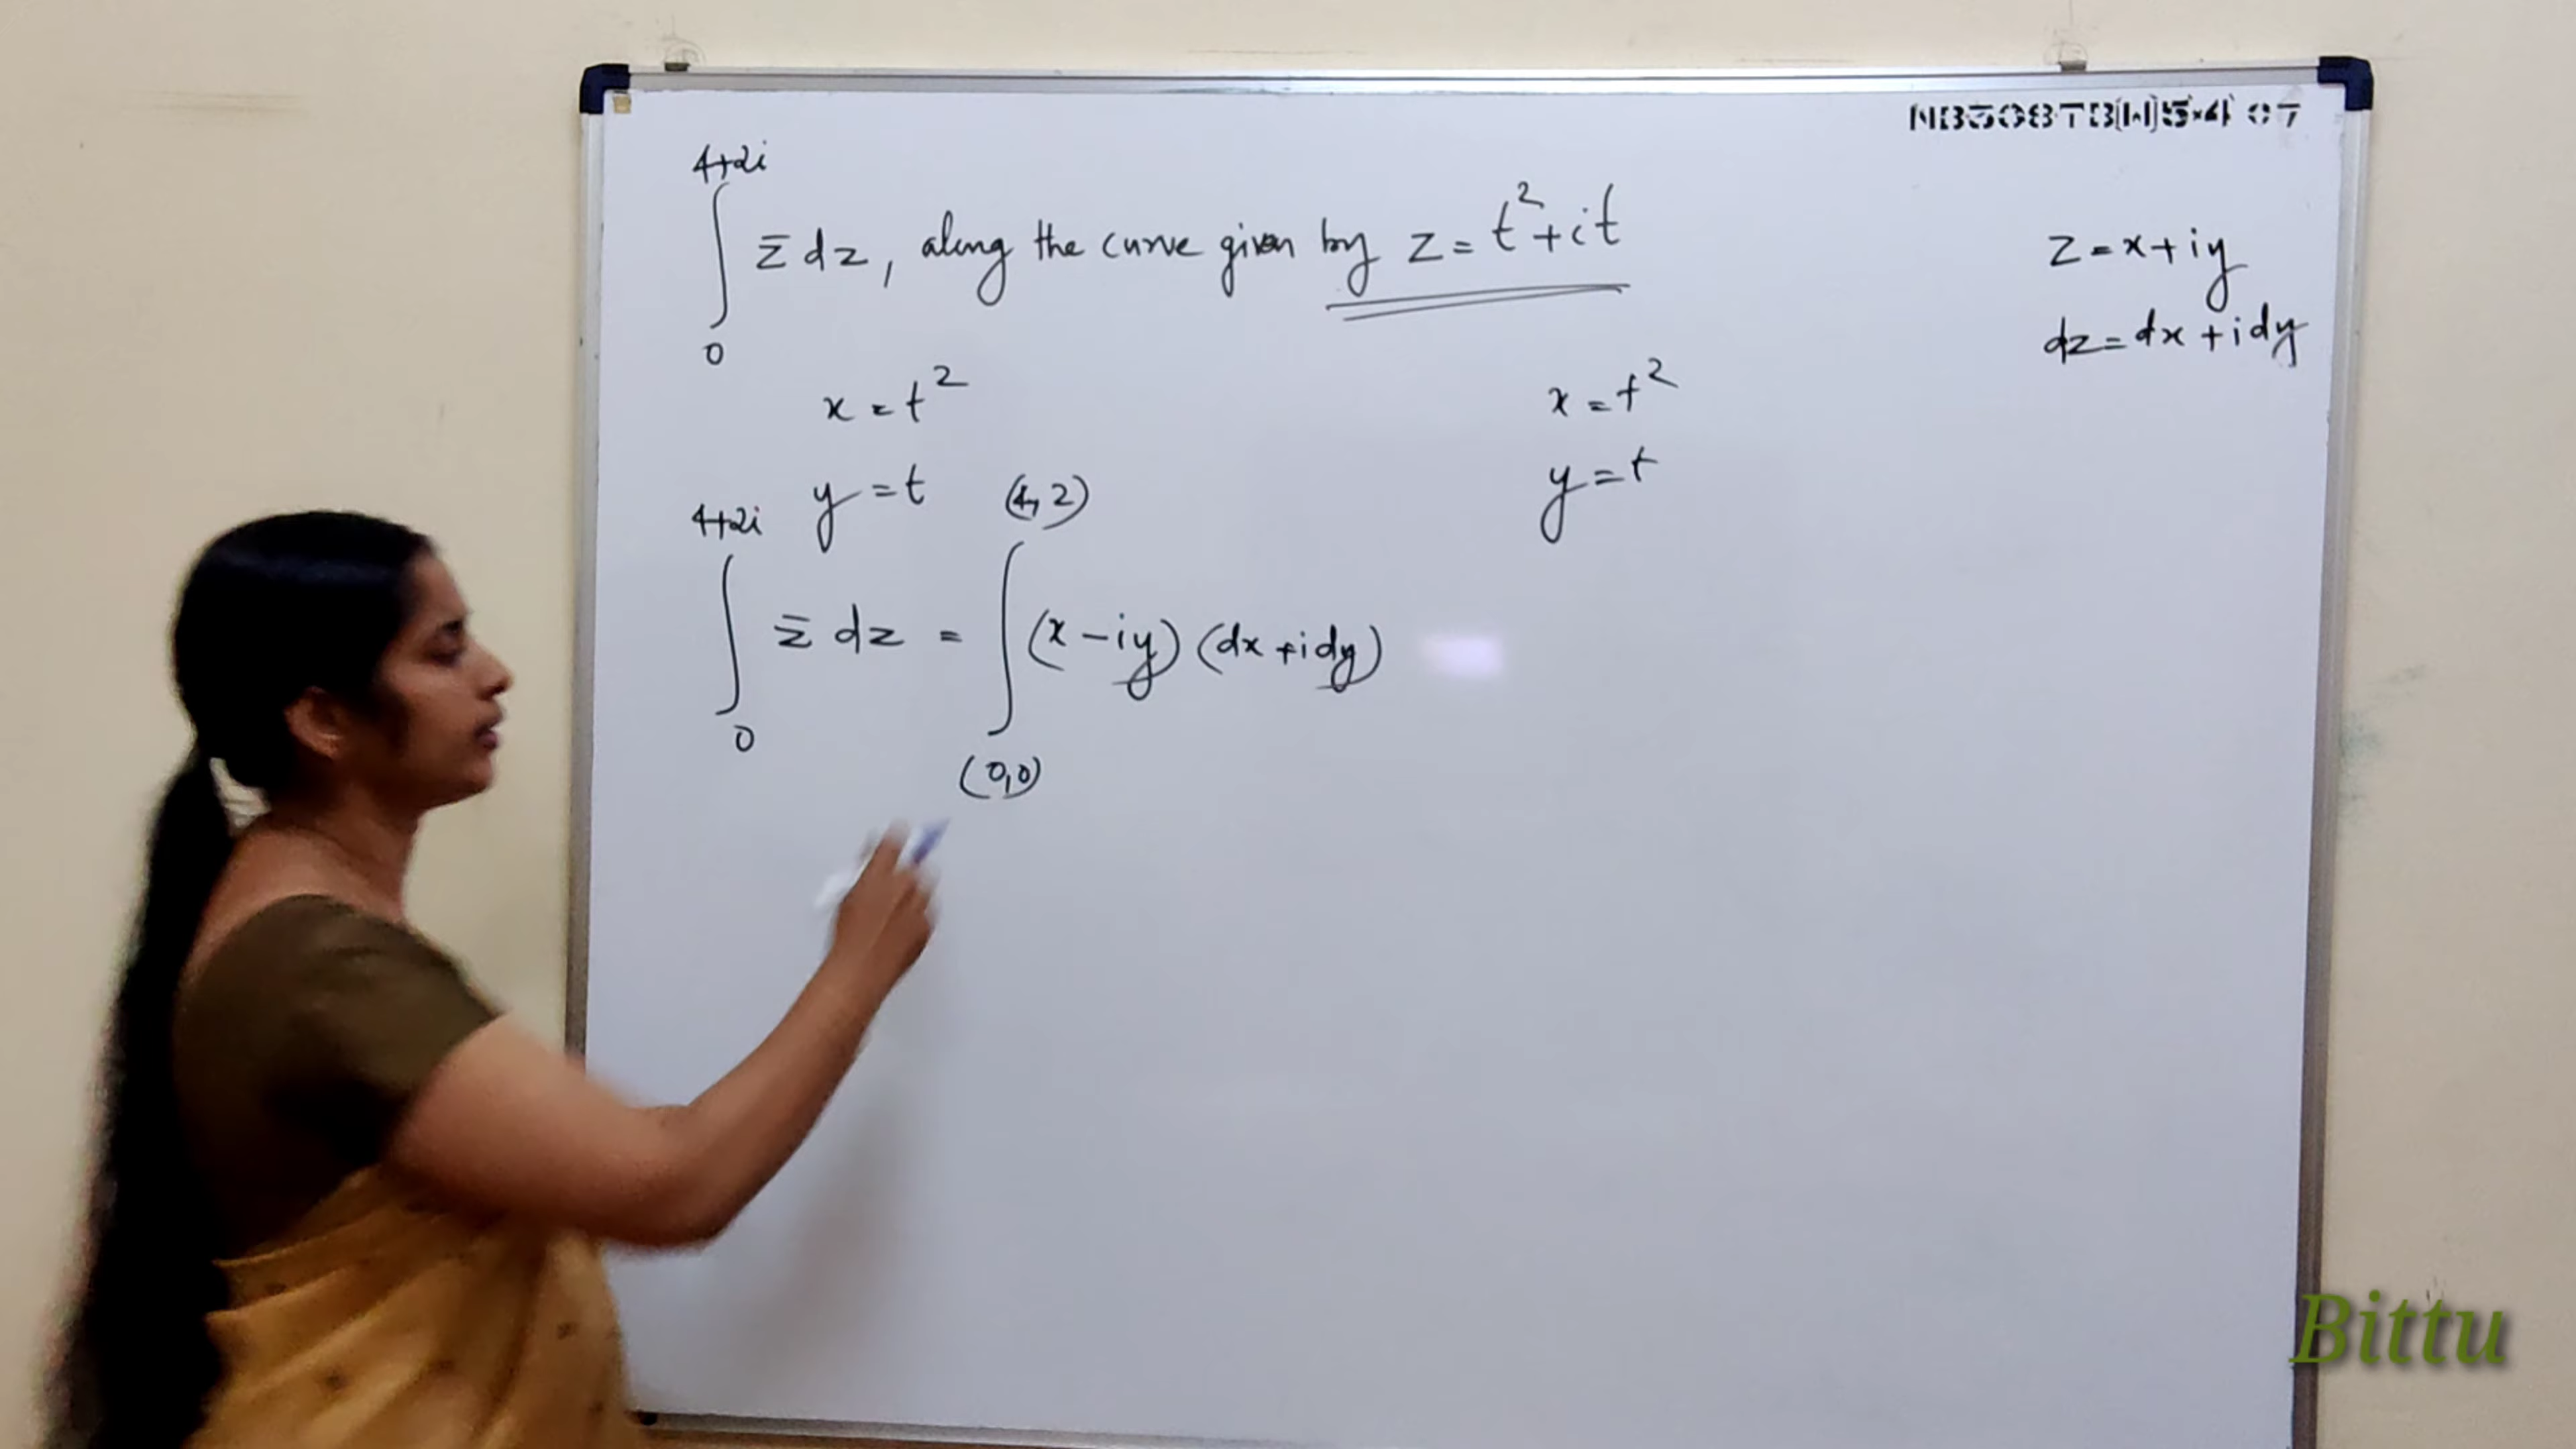 ∫₀^{4+2i} z̄ dz, along the curve given by z = t² + it
z = x + iy
dz = dx + idy
x = t²
y = t
x = t²
y = t
∫₀^{4+2i} z̄ dz = ∫_{(0,0)}^{(4,2)} (x - iy) (dx + idy)
Bittu